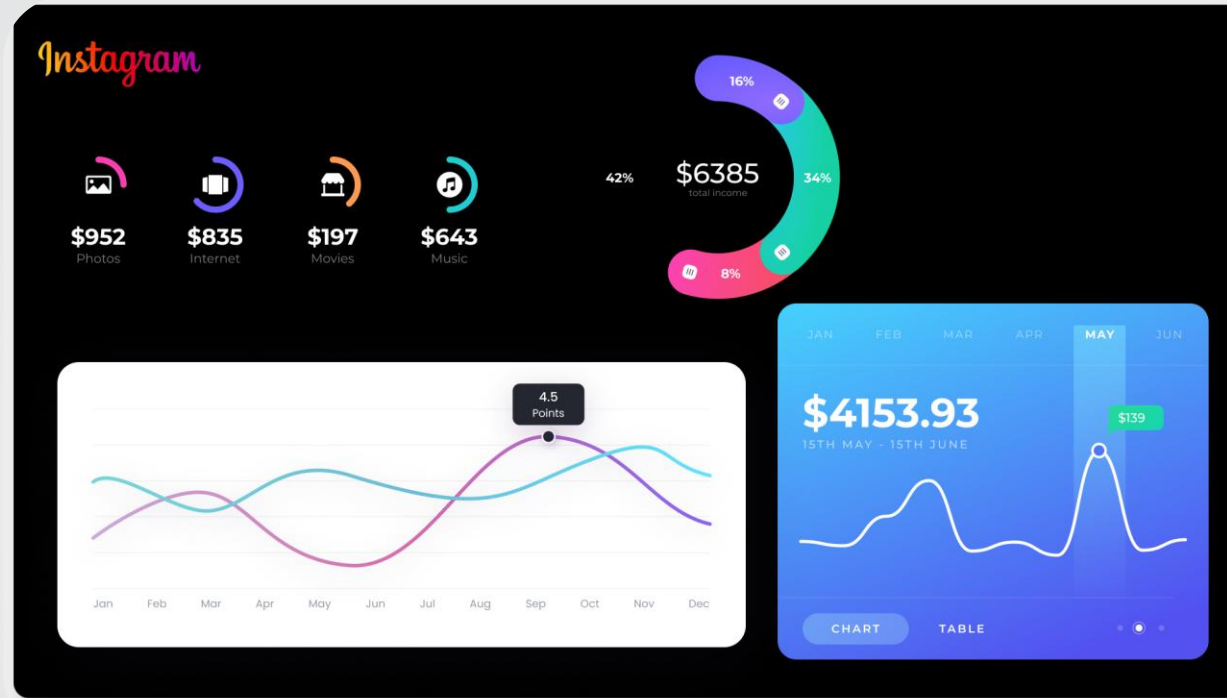 Instagram
16%
42%
$6385
total income
34%
8%
$952
Photos
$835
Internet
$197
Movies
$643
Music
4.5
Points
Jan Feb Mar Apr May Jun Jul Aug Sep Oct Nov Dec
JAN FEB MAR APR MAY JUN
$4153.93
15TH MAY - 15TH JUNE
$139
CHART TABLE